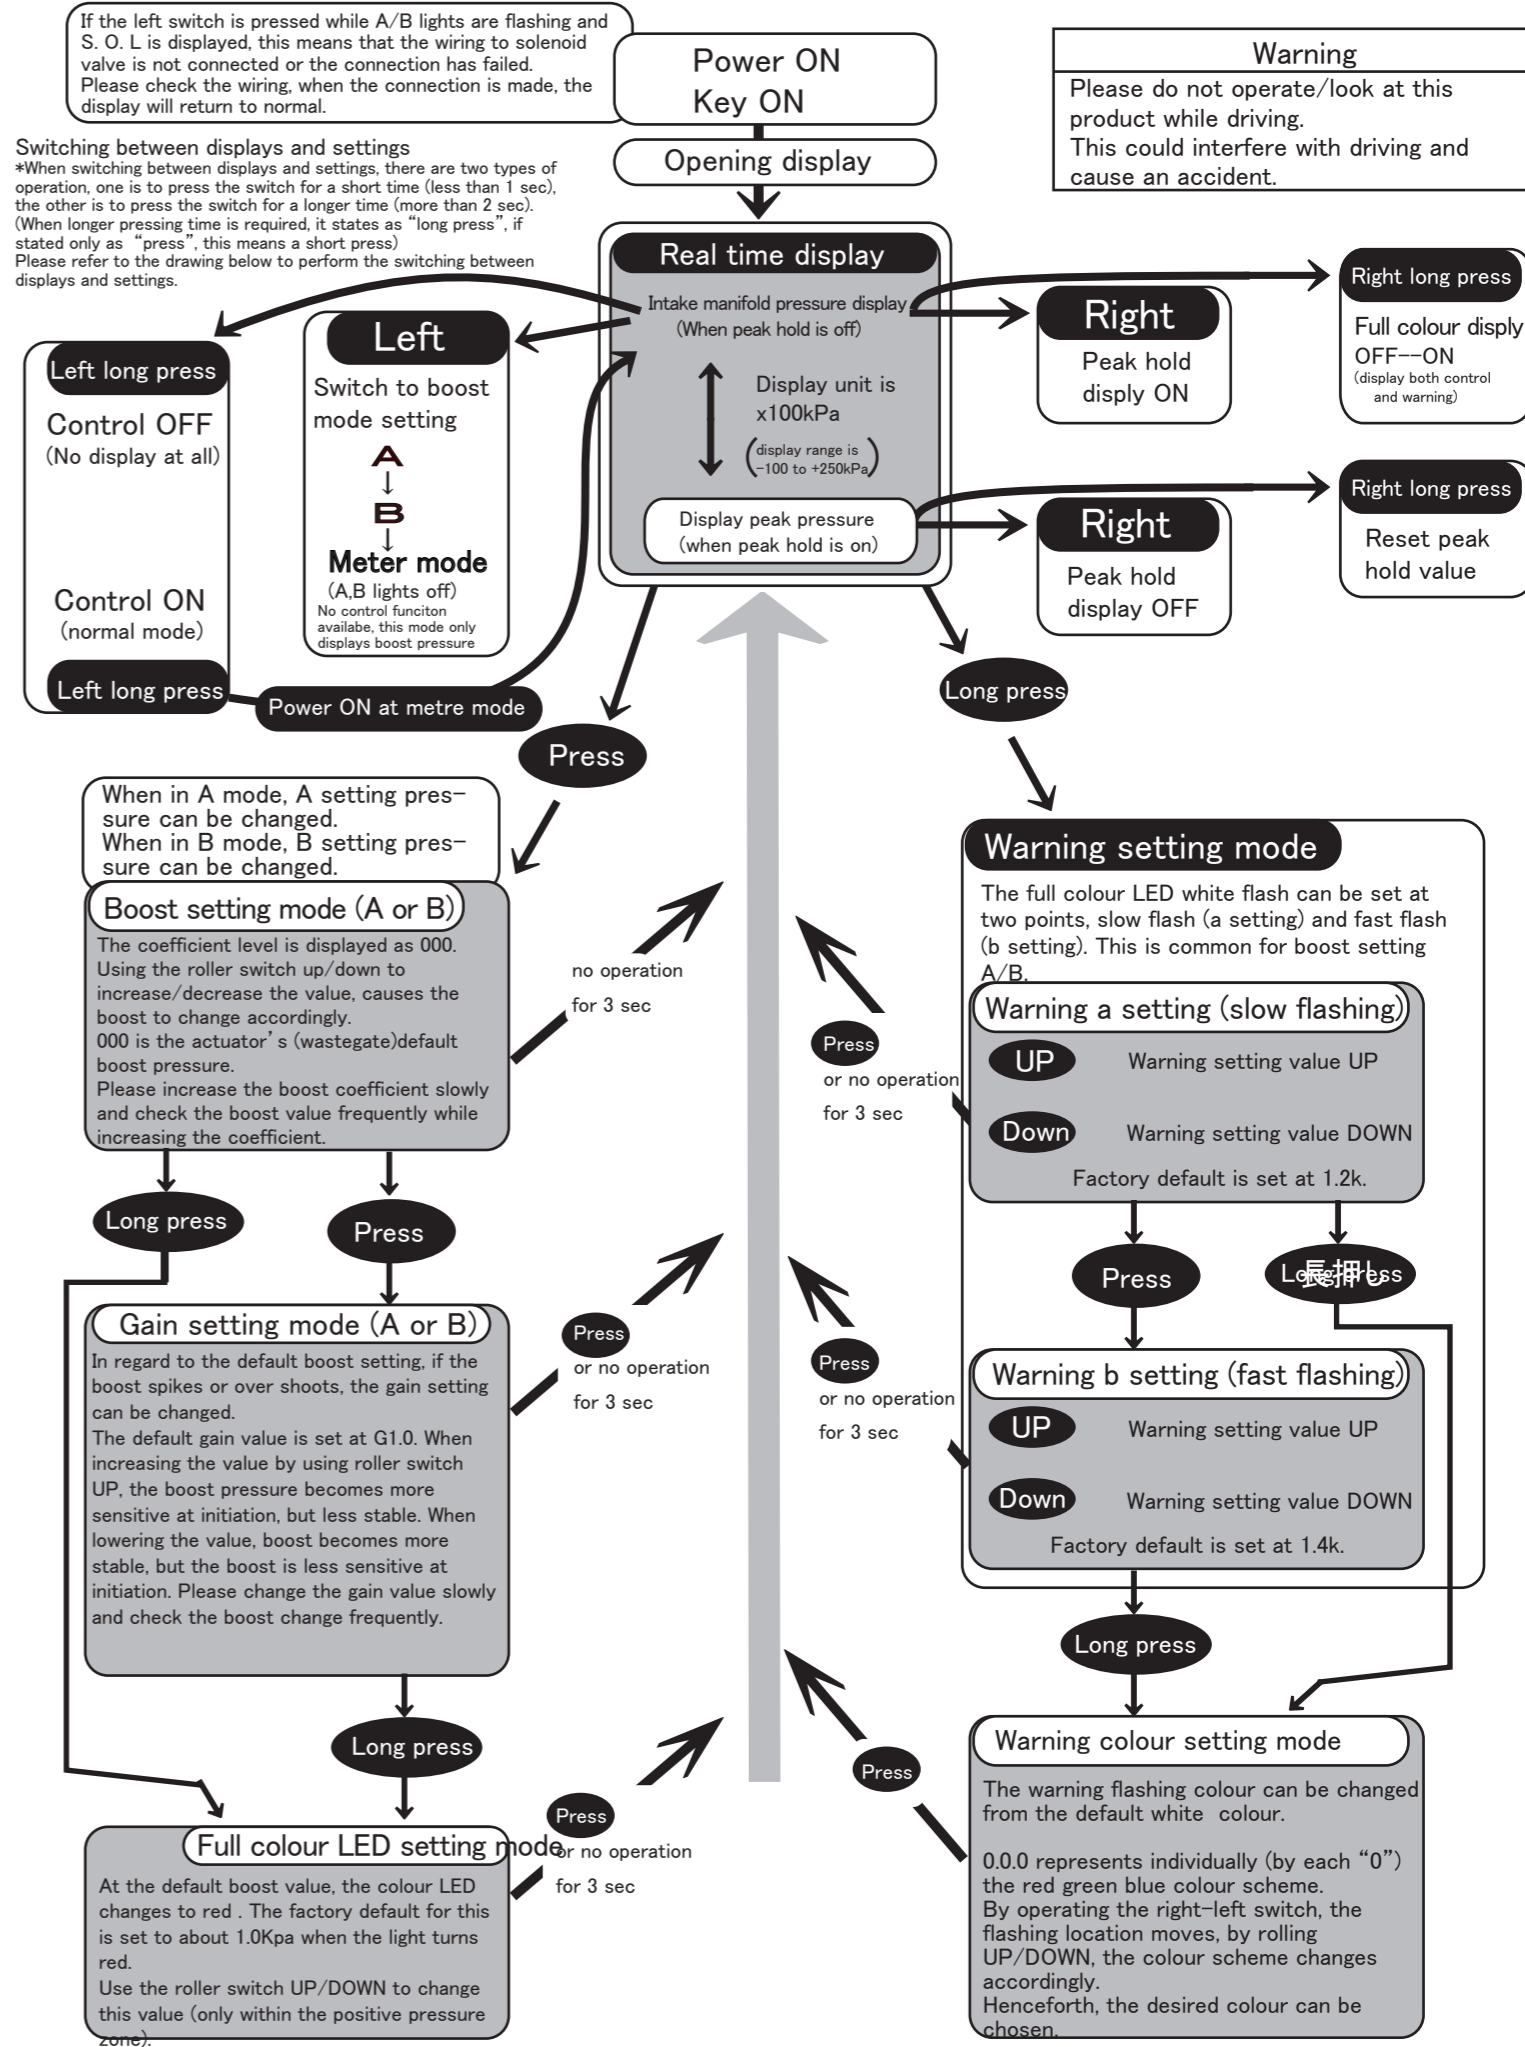 If the left switch is pressed while A/B lights are flashing and
S. O. L is displayed, this means that the wiring to solenoid
valve is not connected or the connection has failed.
Please check the wiring, when the connection is made, the
display will return to normal.
Power ON
Key ON
Opening display
Warning
Please do not operate/look at this
product while driving.
This could interfere with driving and
cause an accident.
Switching between displays and settings
*When switching between displays and settings, there are two types of
operation, one is to press the switch for a short time (less than 1 sec),
the other is to press the switch for a longer time (more than 2 sec).
(When longer pressing time is required, it states as “long press”, if
stated only as “press”, this means a short press)
Please refer to the drawing below to perform the switching between
displays and settings.
Real time display
Intake manifold pressure display
(When peak hold is off)
Display unit is
x100kPa
(display range is
-100 to +250kPa)
Display peak pressure
(when peak hold is on)
Left long press
Control OFF
(No display at all)
Control ON
(normal mode)
Left long press
Left
Switch to boost
mode setting
A
↓
B
↓
Meter mode
(A,B lights off)
No control funciton
availabe, this mode only
displays boost pressure
Power ON at metre mode
Right
Peak hold
disply ON
Right long press
Full colour disply
OFF--ON
(display both control
and warning)
Right
Peak hold
display OFF
Right long press
Reset peak
hold value
Press
Long press
When in A mode, A setting pres-
sure can be changed.
When in B mode, B setting pres-
sure can be changed.
Boost setting mode (A or B)
The coefficient level is displayed as 000.
Using the roller switch up/down to
increase/decrease the value, causes the
boost to change accordingly.
000 is the actuator's (wastegate)default
boost pressure.
Please increase the boost coefficient slowly
and check the boost value frequently while
increasing the coefficient.
no operation
for 3 sec
Long press
Press
Gain setting mode (A or B)
In regard to the default boost setting, if the
boost spikes or over shoots, the gain setting
can be changed.
The default gain value is set at G1.0. When
increasing the value by using roller switch
UP, the boost pressure becomes more
sensitive at initiation, but less stable. When
lowering the value, boost becomes more
stable, but the boost is less sensitive at
initiation. Please change the gain value slowly
and check the boost change frequently.
Press
or no operation
for 3 sec
Long press
Full colour LED setting mode
At the default boost value, the colour LED
changes to red . The factory default for this
is set to about 1.0Kpa when the light turns
red.
Use the roller switch UP/DOWN to change
this value (only within the positive pressure
zone).
Press
or no operation
for 3 sec
Warning setting mode
The full colour LED white flash can be set at
two points, slow flash (a setting) and fast flash
(b setting). This is common for boost setting
A/B.
Warning a setting (slow flashing)
UP Warning setting value UP
Down Warning setting value DOWN
Factory default is set at 1.2k.
Press
or no operation
for 3 sec
Press
Long press
長押し
Warning b setting (fast flashing)
UP Warning setting value UP
Down Warning setting value DOWN
Factory default is set at 1.4k.
Press
or no operation
for 3 sec
Long press
Warning colour setting mode
The warning flashing colour can be changed
from the default white colour.
0.0.0 represents individually (by each “0”)
the red green blue colour scheme.
By operating the right-left switch, the
flashing location moves, by rolling
UP/DOWN, the colour scheme changes
accordingly.
Henceforth, the desired colour can be
chosen.
Press